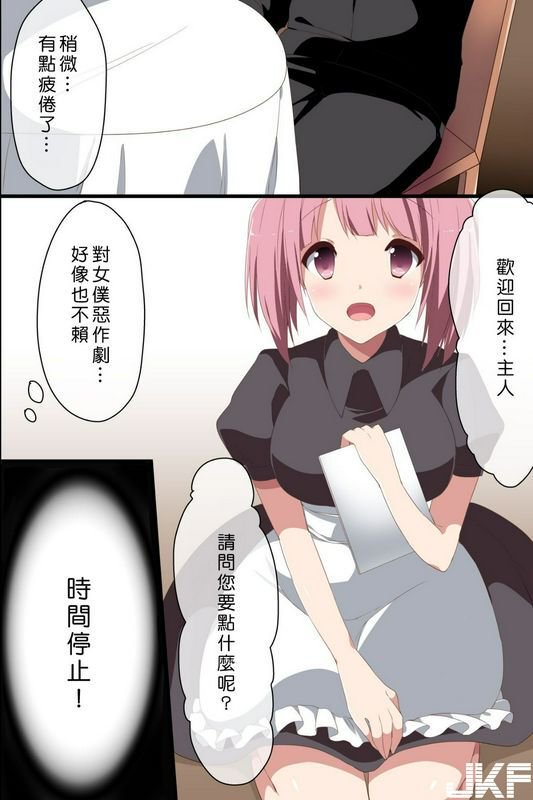 稍微⋯
有點疲倦了⋯
歡迎回來⋯主人
對女僕惡作劇⋯
好像也不賴
請問您要點什麼呢？
時間停止！
JKF